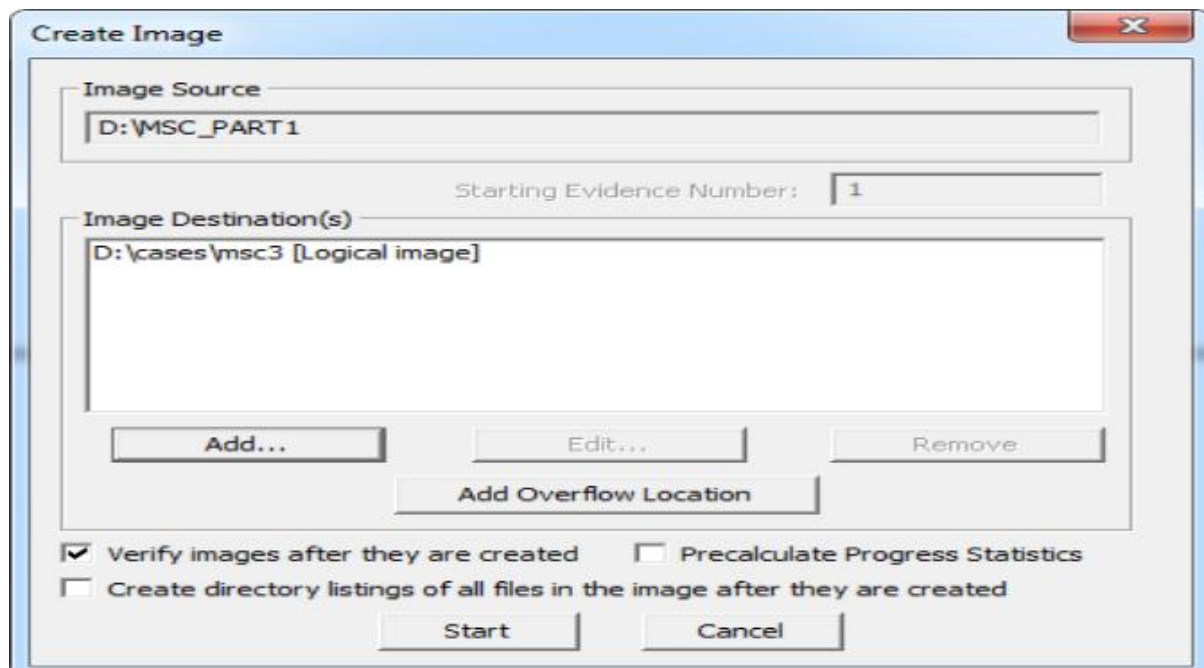 Create Image
Image Source
D:\MSC_PART1
Starting Evidence Number: 1
Image Destination(s)
D:\cases\msc3 [Logical image]
Add... Edit... Remove
Add Overflow Location
Verify images after they are created Precalculate Progress Statistics
Create directory listings of all files in the image after they are created
Start Cancel